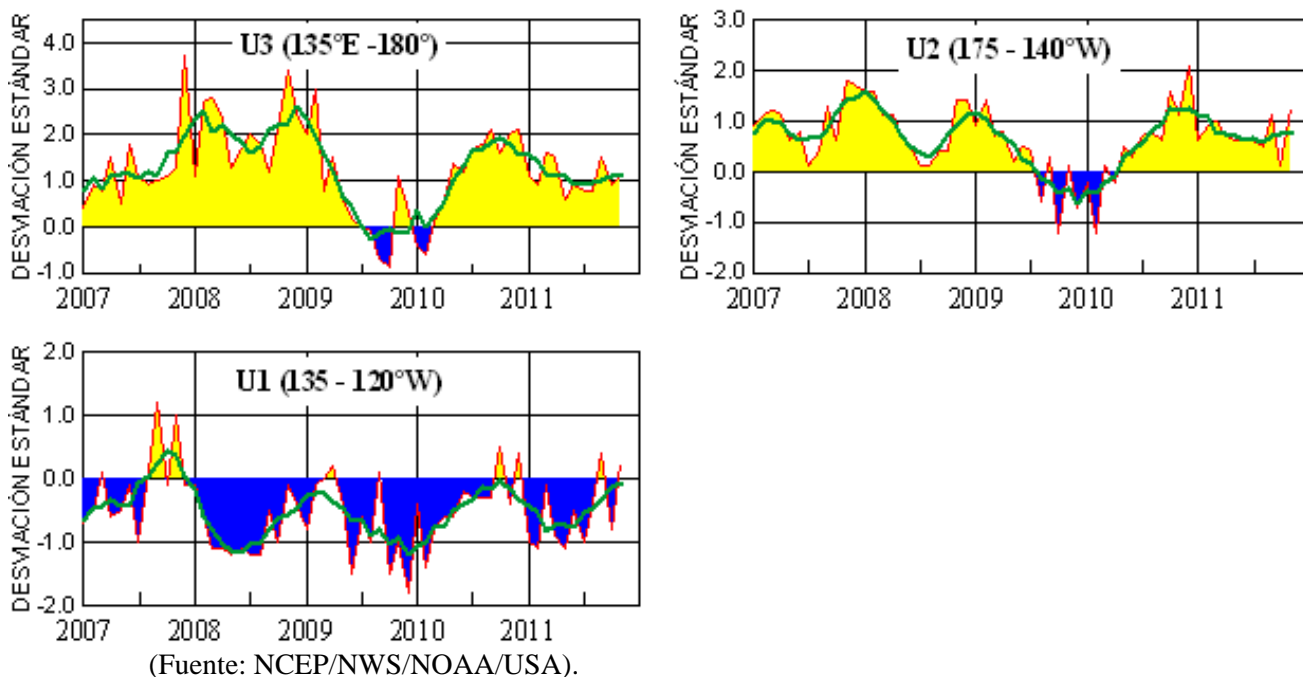 DESVIACIÓN ESTÁNDAR
U3 (135°E -180°)
4.0
3.0
2.0
1.0
0.0
-1.0
2007 2008 2009 2010 2011
DESVIACIÓN ESTÁNDAR
U2 (175 - 140°W)
3.0
2.0
1.0
0.0
-1.0
-2.0
2007 2008 2009 2010 2011
DESVIACIÓN ESTÁNDAR
U1 (135 - 120°W)
2.0
1.0
0.0
-1.0
-2.0
2007 2008 2009 2010 2011
(Fuente: NCEP/NWS/NOAA/USA).